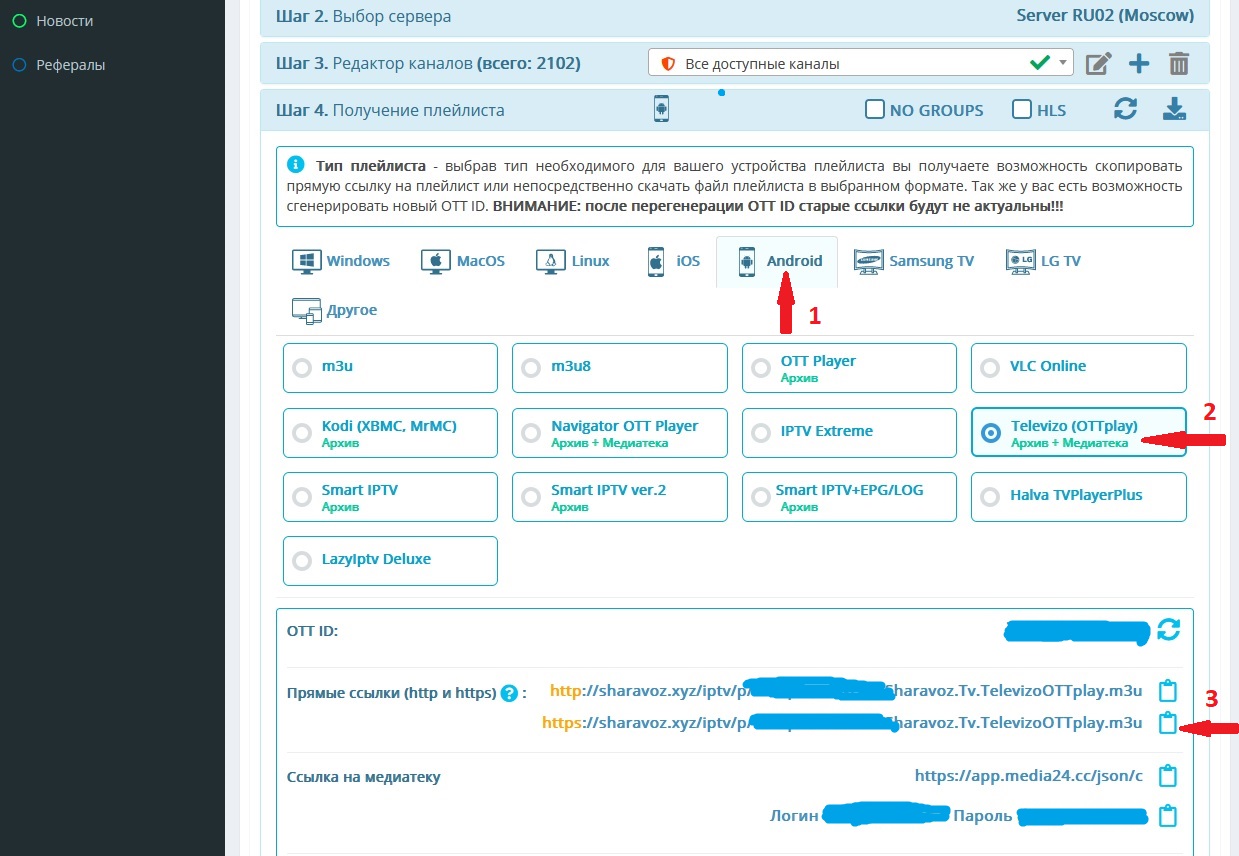 Новости
Рефералы
Шаг 2. Выбор сервера Server RU02 (Moscow)
Шаг 3. Редактор каналов (всего: 2102) Все доступные каналы
Шаг 4. Получение плейлиста NO GROUPS HLS
Тип плейлиста - выбрав тип необходимого для вашего устройства плейлиста вы получаете возможность скопировать
прямую ссылку на плейлист или непосредственно скачать файл плейлиста в выбранном формате. Так же у вас есть возможность
сгенерировать новый OTT ID. ВНИМАНИЕ: после перегенерации OTT ID старые ссылки будут не актуальны!!!
Windows MacOS Linux iOS Android Samsung TV LG TV
1
Другое
m3u m3u8 OTT Player VLC Online
Архив
2
Kodi (XBMC, MrMC) Navigator OTT Player IPTV Extreme Televizo (OTTplay)
Архив Архив + Медиатека Архив + Медиатека
Smart IPTV Smart IPTV ver.2 Smart IPTV+EPG/LOG Halva TVPlayerPlus
Архив Архив Архив
LazyIptv Deluxe
OTT ID:
Прямые ссылки (http и https) ? : http://sharavoz.xyz/iptv/p/ Sharavoz.Tv.TelevizoOTTplay.m3u
3
https://sharavoz.xyz/iptv/p/ haravoz.Tv.TelevizoOTTplay.m3u
Ссылка на медиатеку https://app.media24.cc/json/c
Логин Пароль